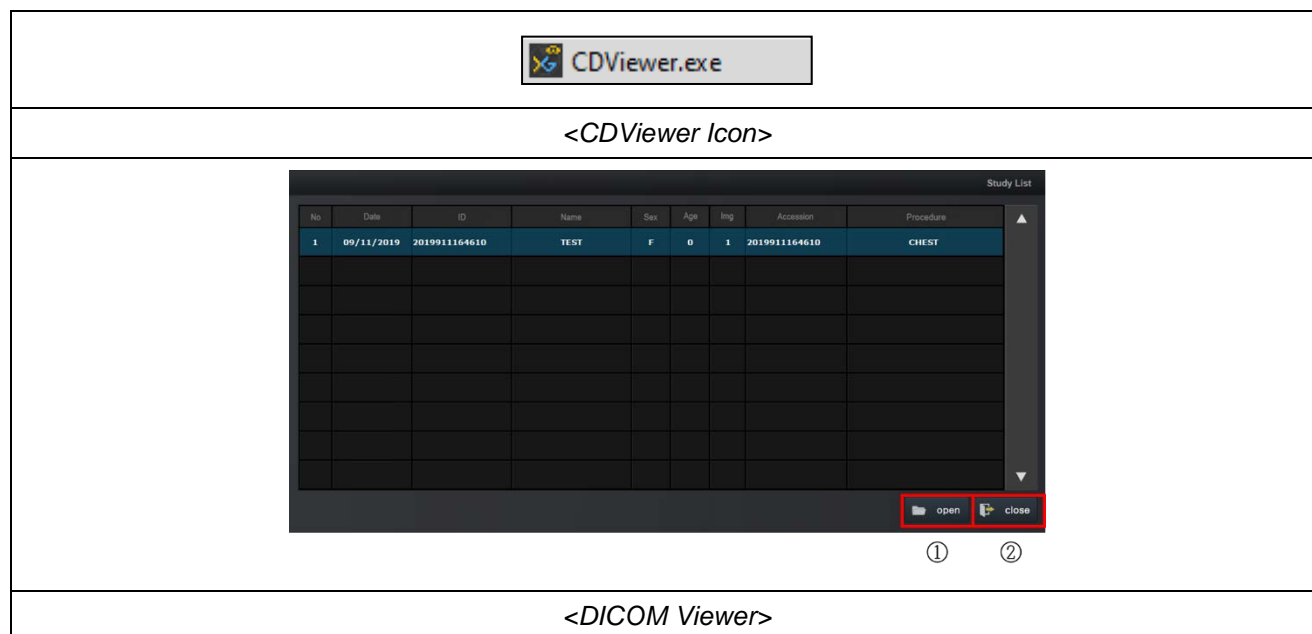 CDViewer.exe
<CDViewer Icon>
Study List
No Date ID Name Sex Age Img Accession Procedure
1 09/11/2019 2019911164610 TEST F 0 1 2019911164610 CHEST
open close
① ②
<DICOM Viewer>